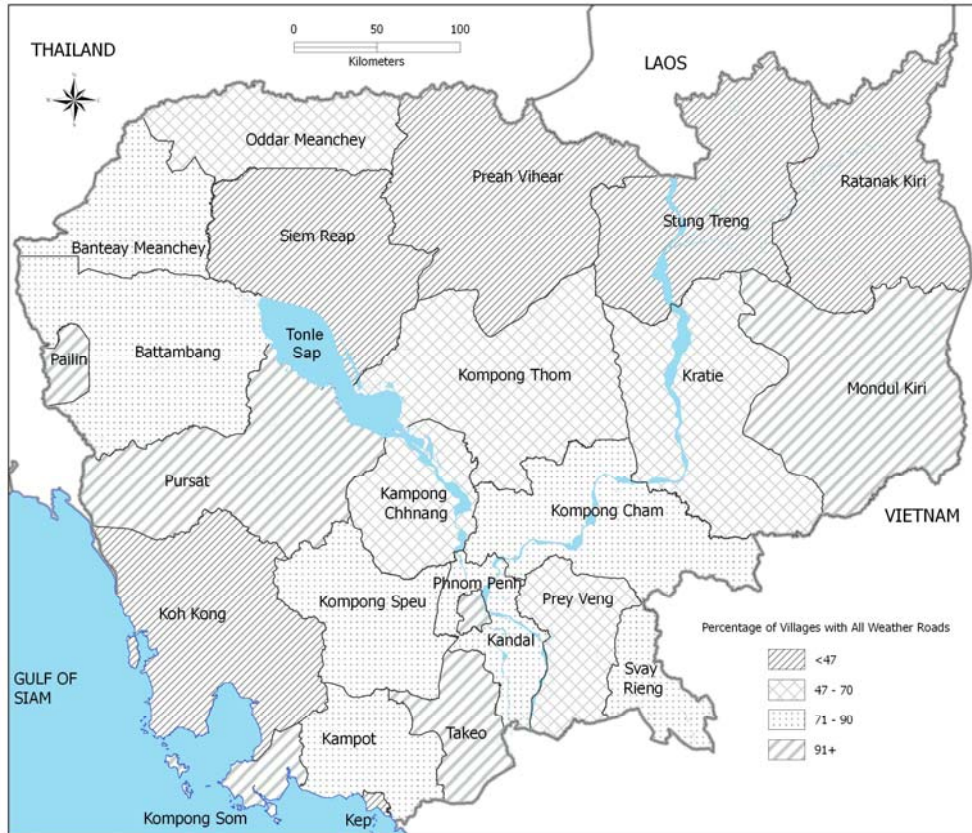 THAILAND
0 50 100
Kilometers
LAOS
Oddar Meanchey
Preah Vihear
Ratanak Kiri
Stung Treng
Siem Reap
Banteay Meanchey
Tonle
Sap
Battambang
Pailin
Kompong Thom
Kratie
Mondul Kiri
Pursat
Kampong
Chhnang
Kompong Cham
VIETNAM
Phnom Penh
Koh Kong
Kompong Speu
Prey Veng
Kandal
Svay
Rieng
GULF OF
SIAM
Takeo
Kampot
Kompong Som
Kep
Percentage of Villages with All Weather Roads
<47
47 - 70
71 - 90
91+